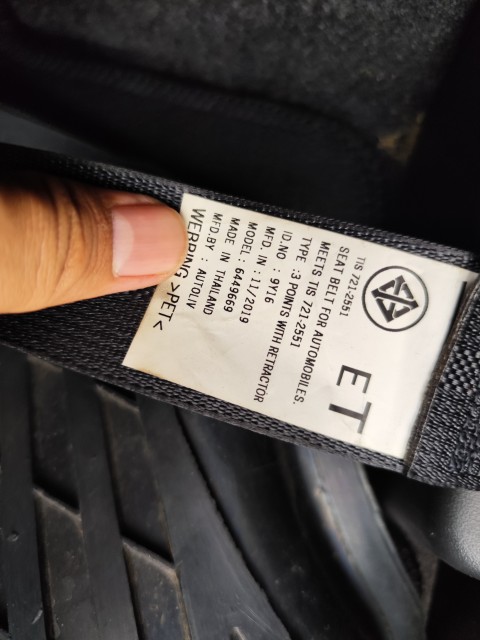 TIS 721-2551
ET
SEAT BELT FOR AUTOMOBILES.
MEETS TIS 721-2551
TYPE :3 POINTS WITH RETRACTOR
ID.NO : 9Y16
MFD. IN : 11/2019
MODEL : 6449669
MADE IN THAILAND
MFD.BY : AUTOLIV
WEBBING >PET<